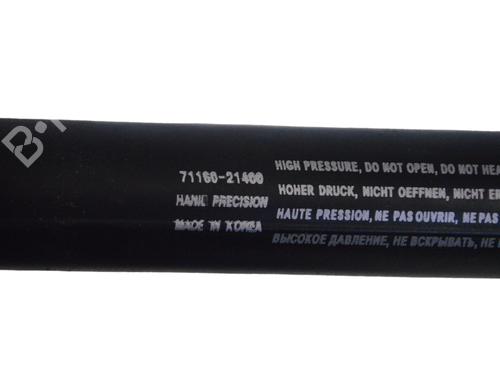 71160-21400
PRECISION
MADE IN KOREA
HIGH PRESSURE, DO NOT OPEN, DO NOT HEA
HOHER DRUCK, NICHT OEFFNEN, NICHT ER
HAUTE PRESSION, NE PAS OUVRIR, NE PAS
ВЫСОКОЕ ДАВЛЕНИЕ, НЕ ВСКРЫВАТЬ, НЕ